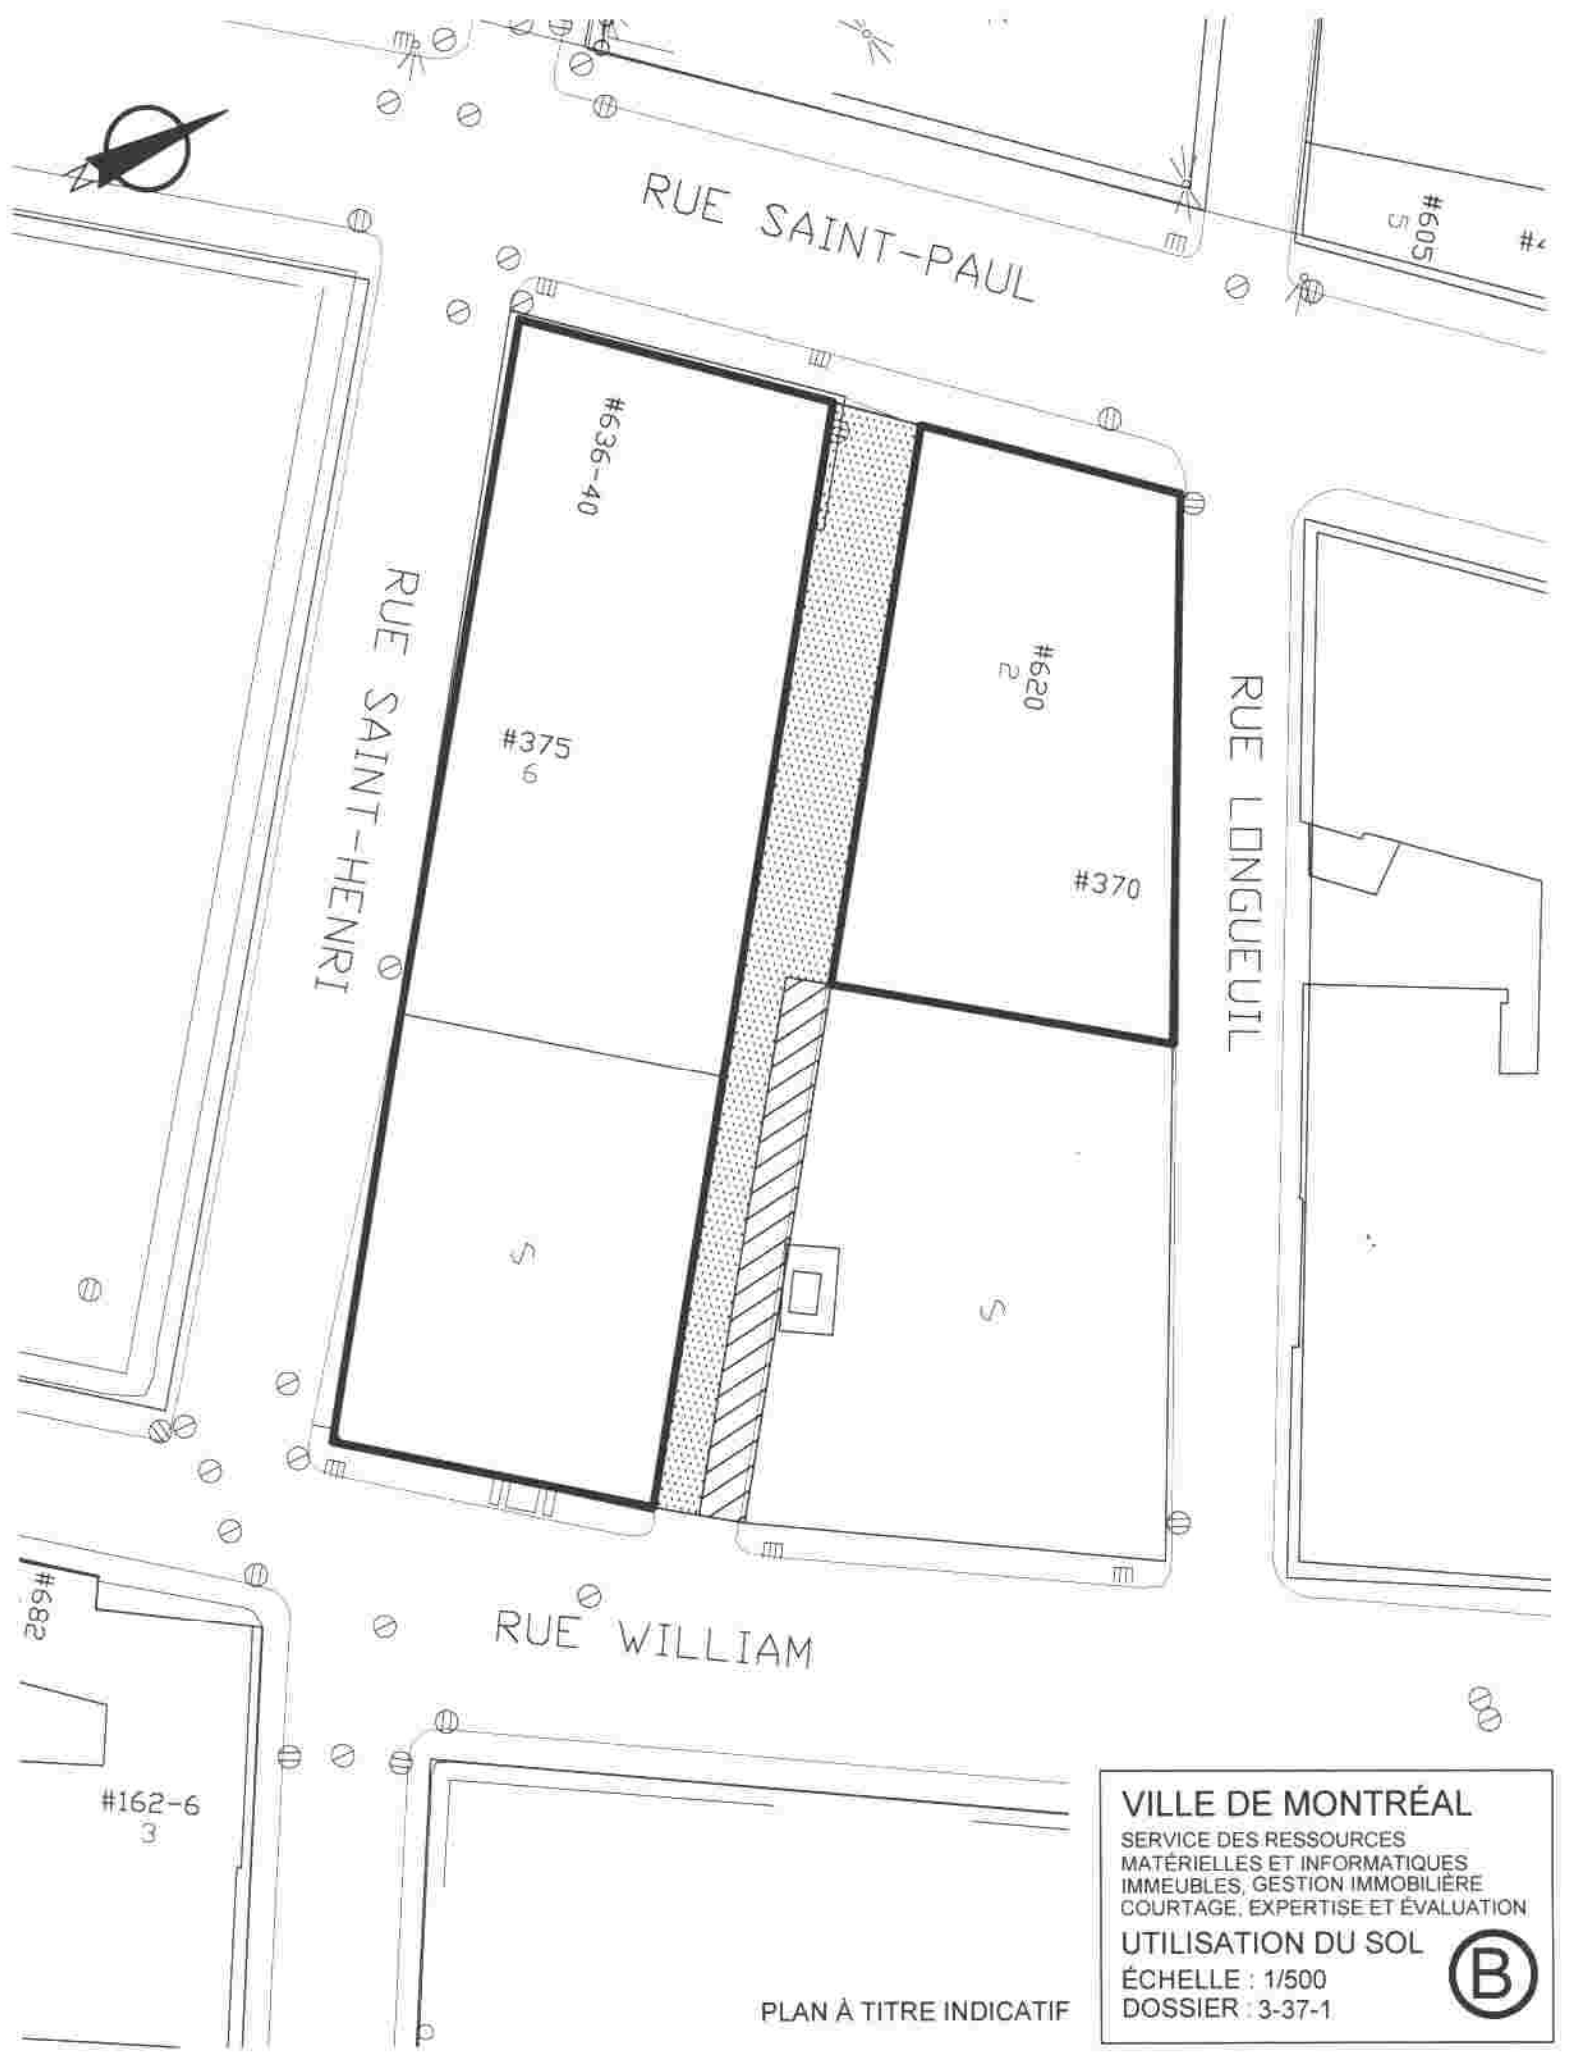 RUE SAINT-PAUL
#605
5
#636-40
RUE SAINT-HENRI
#375
6
#620
2
#370
RUE LONGUEUIL
S
S
RUE WILLIAM
#682
#162-6
3
PLAN À TITRE INDICATIF
VILLE DE MONTRÉAL
SERVICE DES RESSOURCES
MATÉRIELLES ET INFORMATIQUES
IMMEUBLES, GESTION IMMOBILIÈRE
COURTAGE, EXPERTISE ET ÉVALUATION
UTILISATION DU SOL
ÉCHELLE : 1/500
DOSSIER : 3-37-1
B